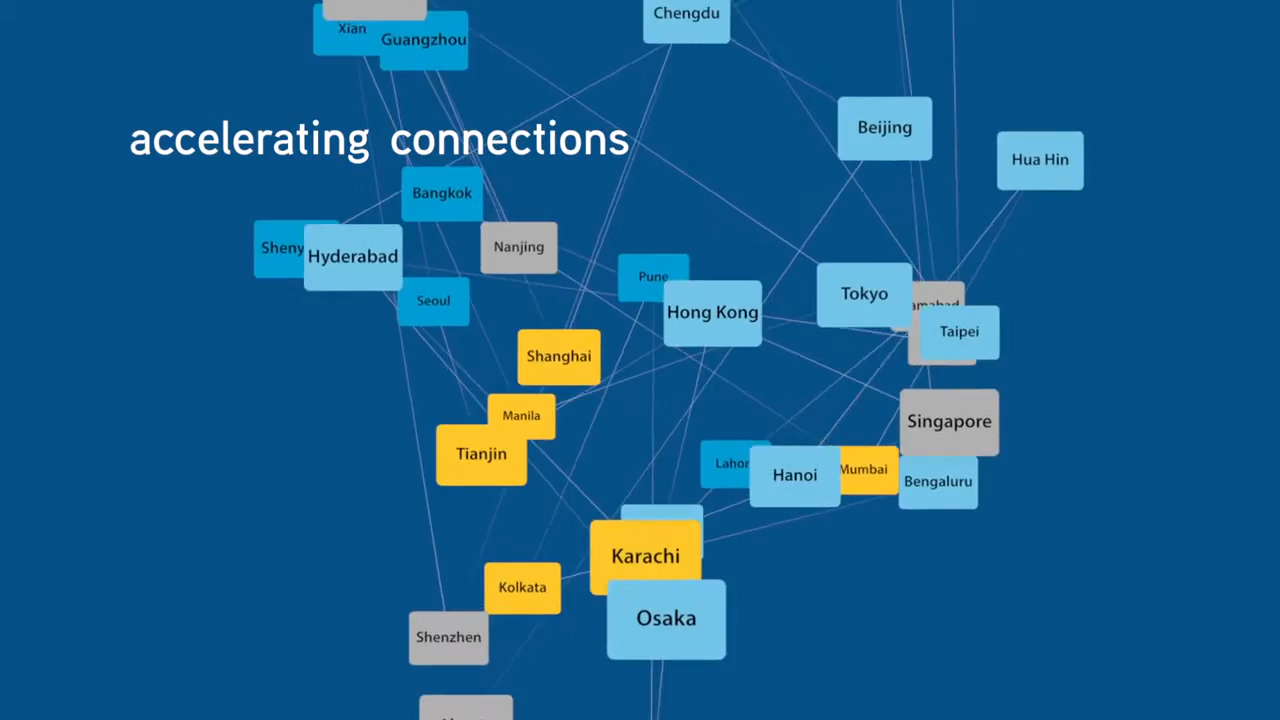 Chengdu
Xian
Guangzhou
Beijing
accelerating connections
Hua Hin
Bangkok
Nanjing
Hyderabad
Pune
Tokyo
Seoul
Hong Kong
Taipei
Shanghai
Manila
Singapore
Tianjin
Hanoi
Mumbai
Bengaluru
Karachi
Kolkata
Osaka
Shenzhen